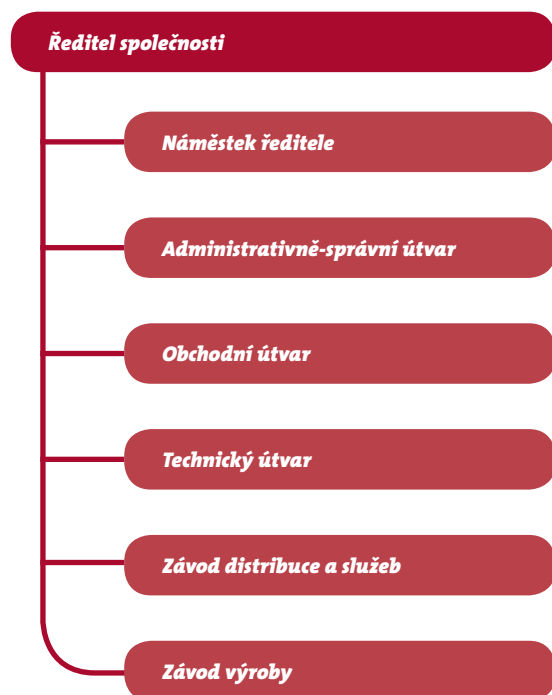 Ředitel společnosti
Náměstek ředitele
Administrativně-správní útvar
Obchodní útvar
Technický útvar
Závod distribuce a služeb
Závod výroby